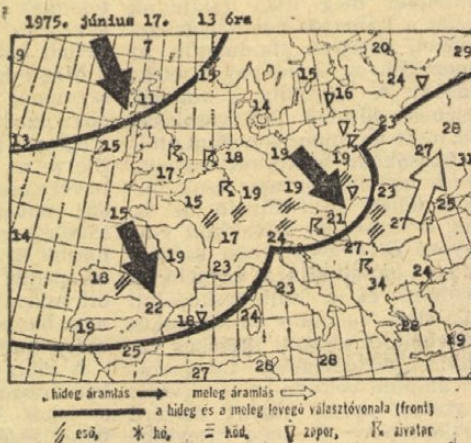 1975. június 17. 13 óra
7 20 29
9 15 15 24
11 14 16
13 23 28
15 18 19 19 31
17
15 15 19 19 21 23
14 17 24 27
19 23 27
18 34 24
22 23
19 18 24 28
25 29
27 28 28
hideg áramlás meleg áramlás
a hideg és a meleg levegő választóvonala (front)
eső, hó, köd, zápor, zivatar